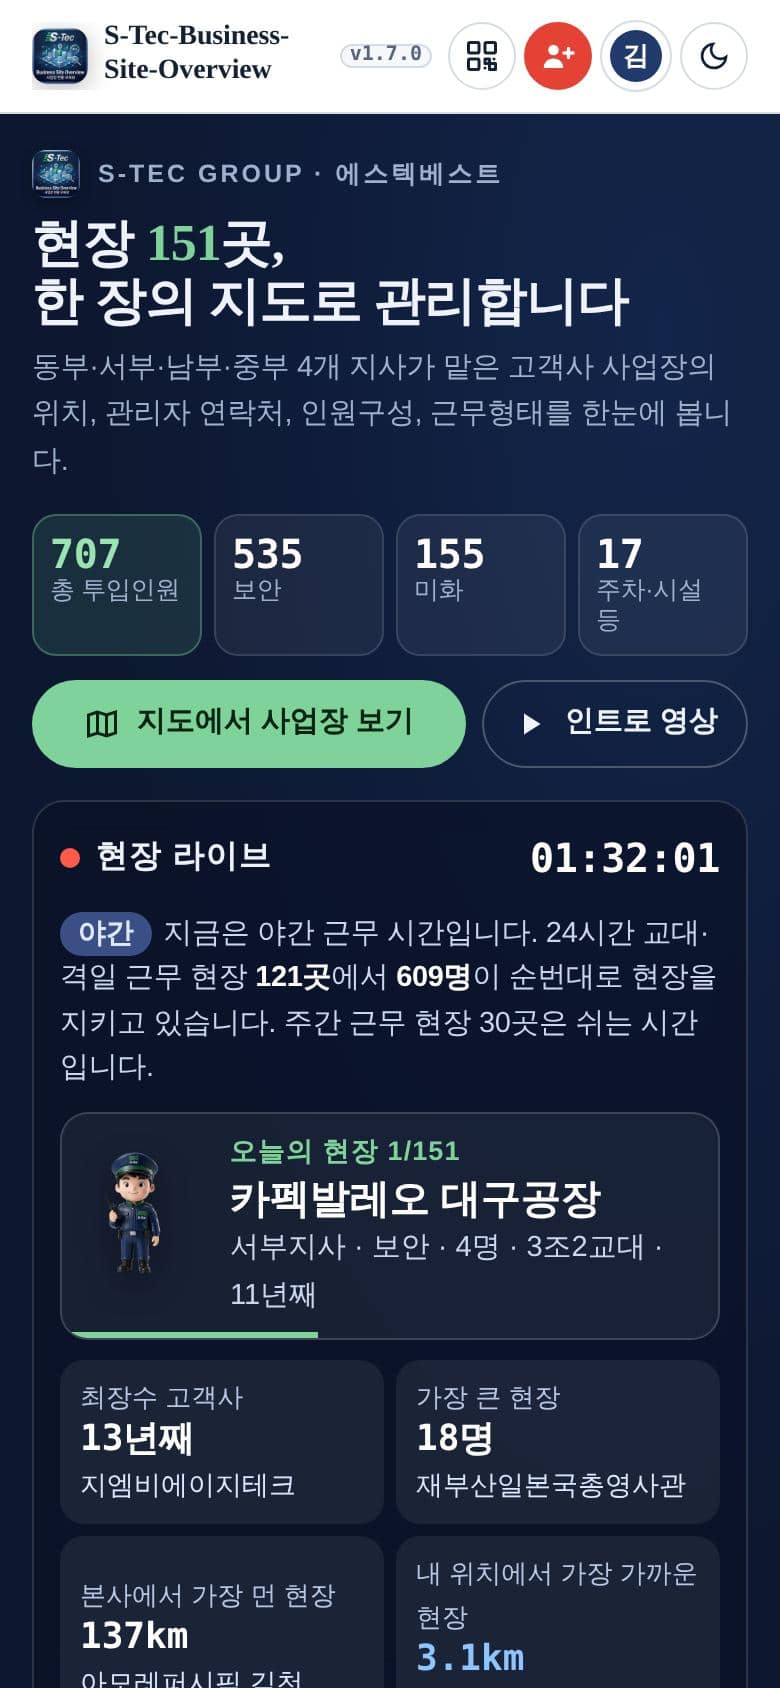 S-Tec-Business-
Site-Overview
v1.7.0
김
S-TEC GROUP · 에스텍베스트
현장 151곳,
한 장의 지도로 관리합니다
동부·서부·남부·중부 4개 지사가 맡은 고객사 사업장의
위치, 관리자 연락처, 인원구성, 근무형태를 한눈에 봅니
다.
707
총 투입인원
535
보안
155
미화
17
주차·시설
등
지도에서 사업장 보기
인트로 영상
현장 라이브
01:32:01
야간 지금은 야간 근무 시간입니다. 24시간 교대·
격일 근무 현장 121곳에서 609명이 순번대로 현장을
지키고 있습니다. 주간 근무 현장 30곳은 쉬는 시간
입니다.
오늘의 현장 1/151
카펙발레오 대구공장
서부지사 · 보안 · 4명 · 3조2교대 ·
11년째
최장수 고객사
13년째
지엠비에이지테크
가장 큰 현장
18명
재부산일본국총영사관
본사에서 가장 먼 현장
137km
아모레퍼시픽 김천
내 위치에서 가장 가까운
현장
3.1km